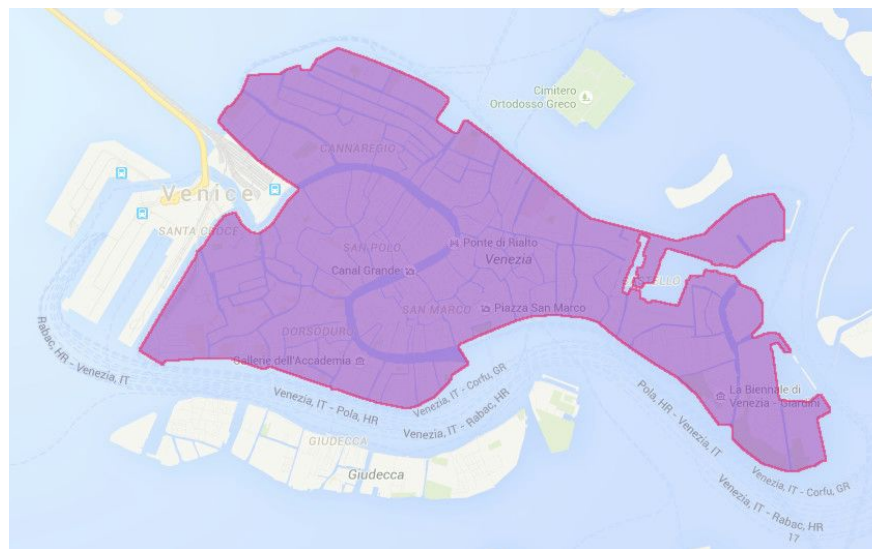 Cimitero
Ortodosso Greco
CANNAREGIO
Venice
SANTA CROCE
SAN POLO
Ponte di Rialto
Venezia
Canal Grande
CASTELLO
SAN MARCO
Piazza San Marco
DORSODURO
Gallerie dell'Accademia
Rabac, HR - Venezia, IT
Venezia, IT - Pola, HR
Venezia, IT - Corfu, GR
Venezia, IT - Rabac, HR
Pola, HR - Venezia, IT
La Biennale di
Venezia - Giardini
GIUDECCA
Giudecca
Venezia, IT - Corfu, GR
Venezia, IT - Rabac, HR
17